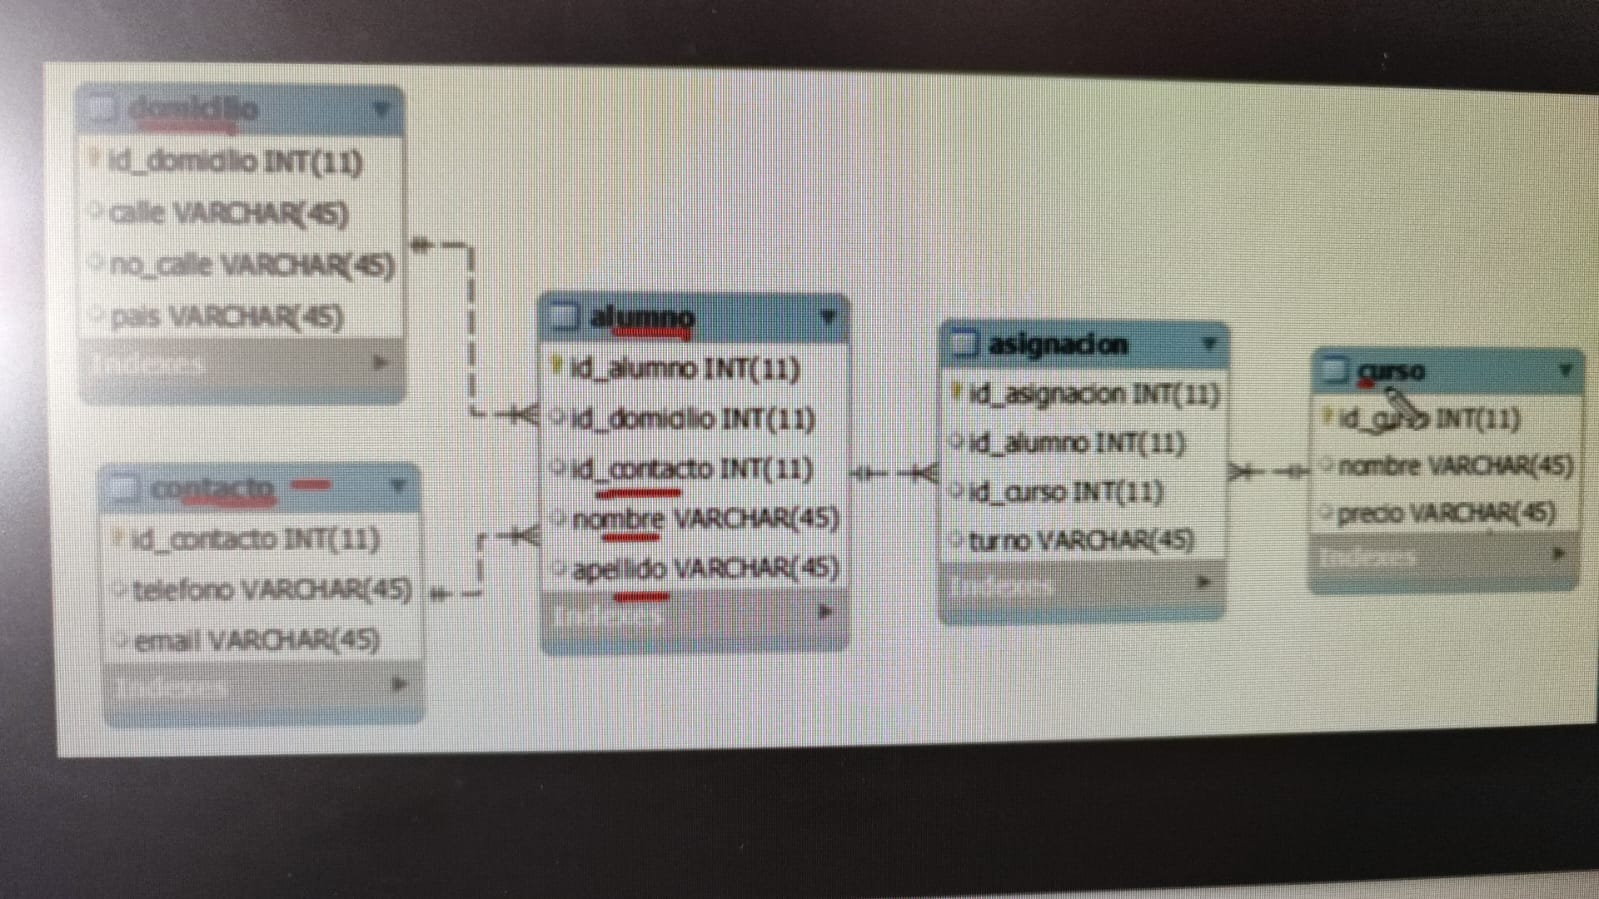 domicilio
id_domicilio INT(11)
calle VARCHAR(45)
no_calle VARCHAR(45)
pais VARCHAR(45)
Indexes
contacto
id_contacto INT(11)
telefono VARCHAR(45)
email VARCHAR(45)
Indexes
alumno
id_alumno INT(11)
id_domicilio INT(11)
id_contacto INT(11)
nombre VARCHAR(45)
apellido VARCHAR(45)
Indexes
asignacion
id_asignacion INT(11)
id_alumno INT(11)
id_curso INT(11)
turno VARCHAR(45)
Indexes
curso
id_curso INT(11)
nombre VARCHAR(45)
precio VARCHAR(45)
Indexes